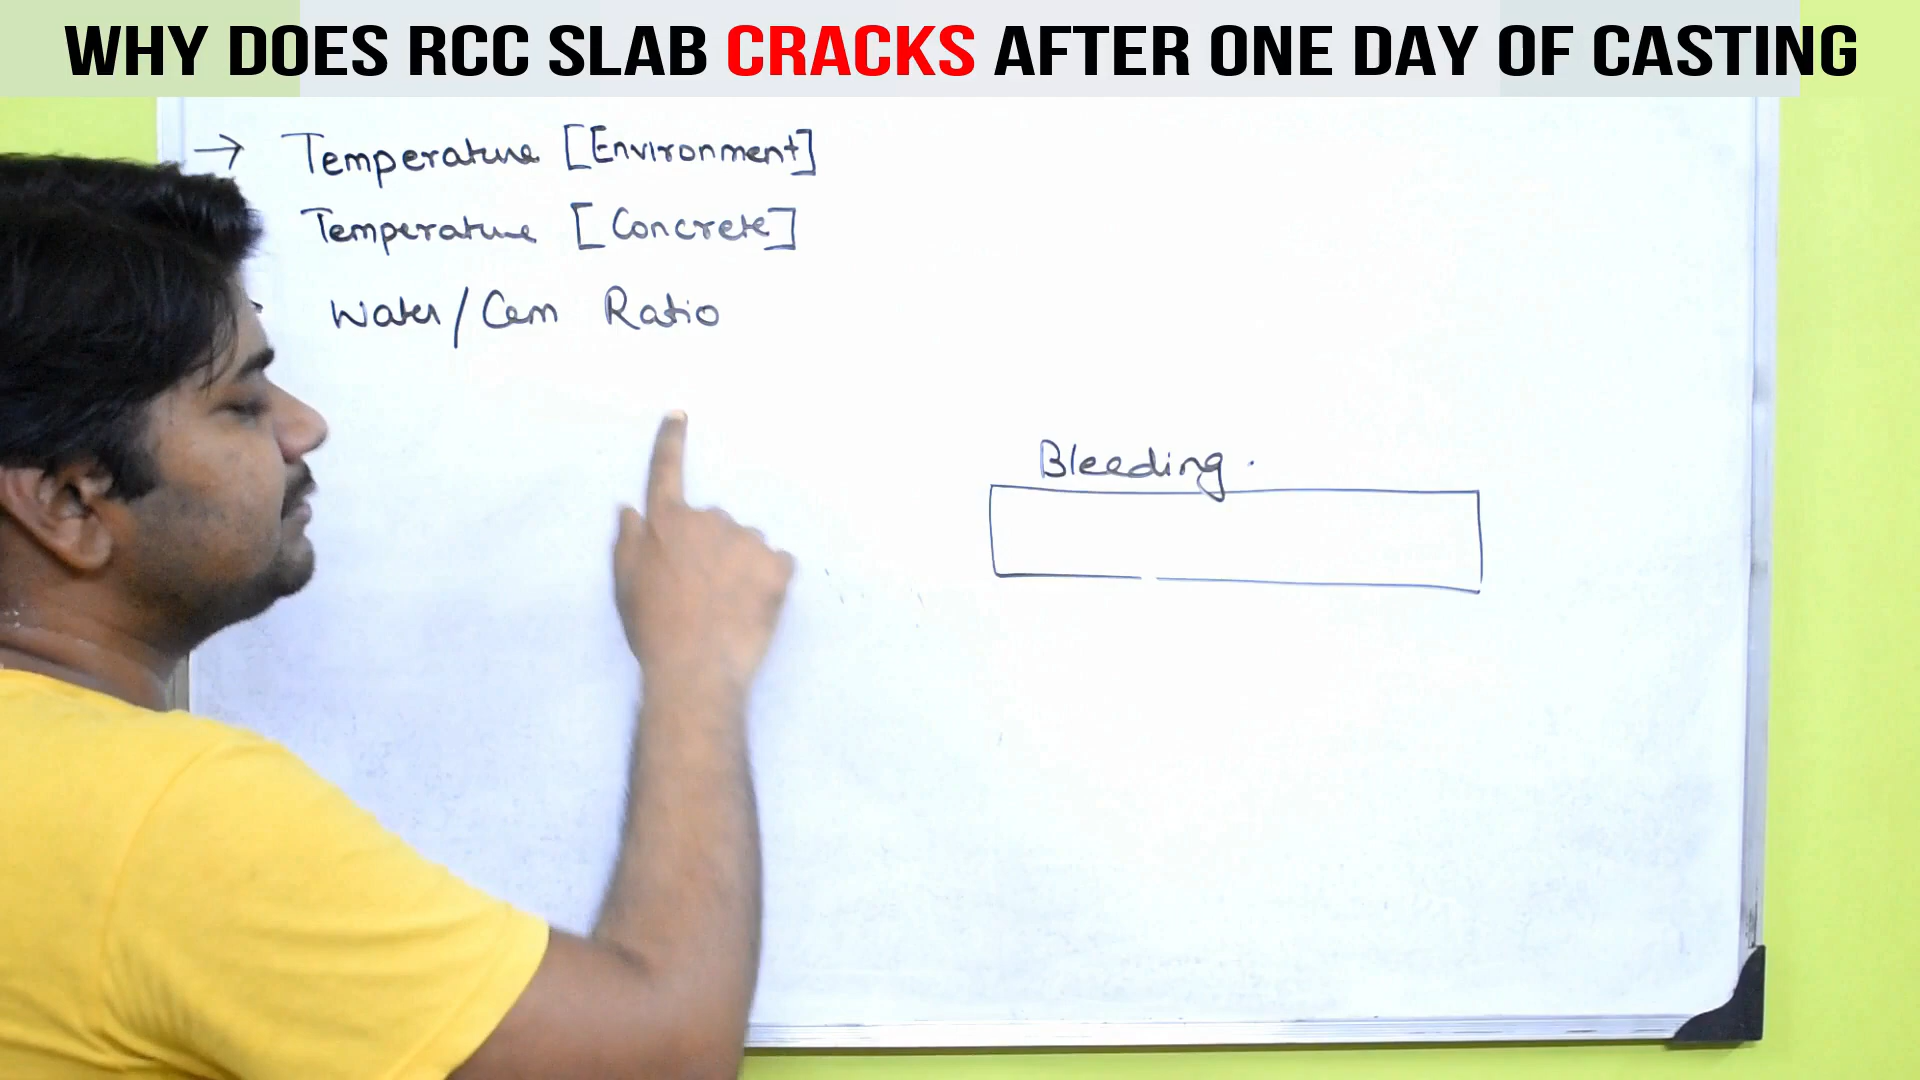 WHY DOES RCC SLAB CRACKS AFTER ONE DAY OF CASTING
→ Temperature [Environment]
Temperature [Concrete]
Water/Cem Ratio
Bleeding.